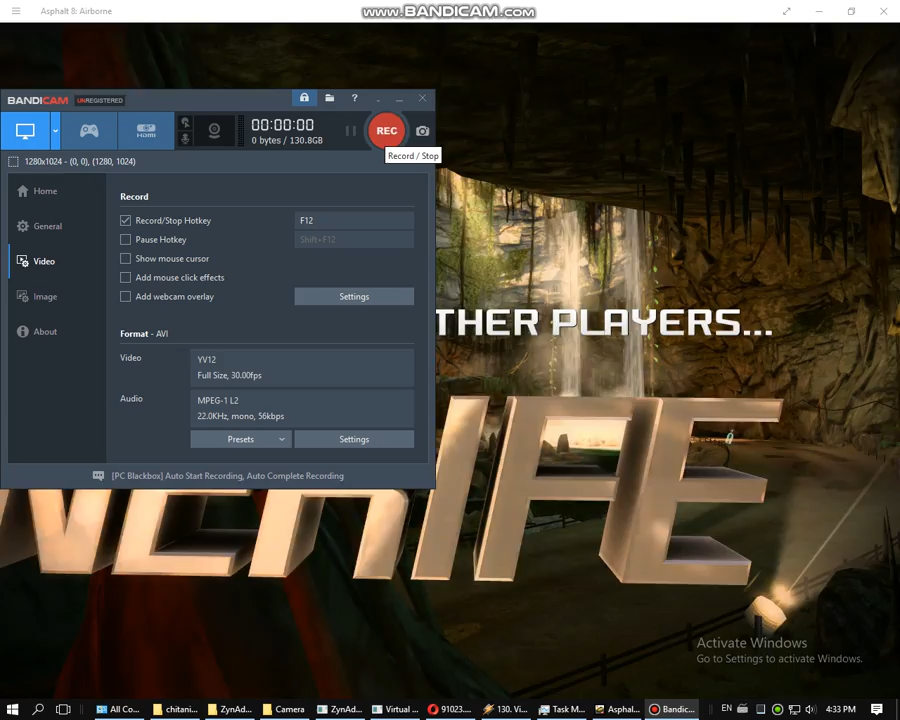 Asphalt 8: Airborne
www.BANDICAM.com
BANDICAM UNREGISTERED
HDMI
00:00:00
0 bytes / 130.8GB
REC
Record / Stop
1280x1024 - (0, 0), (1280, 1024)
Home
General
Video
Image
About
Record
Record/Stop Hotkey
F12
Pause Hotkey
Shift+F12
Show mouse cursor
Add mouse click effects
Add webcam overlay
Settings
Format - AVI
Video
YV12
Full Size, 30.00fps
Audio
MPEG-1 L2
22.0KHz, mono, 56kbps
Presets
Settings
[PC Blackbox] Auto Start Recording, Auto Complete Recording
THER PLAYERS...
NERIFE
Activate Windows
Go to Settings to activate Windows.
All Co...
chitani...
ZynAd...
Camera
ZynAd...
Virtual ...
91023...
130. Vi...
Task M...
Asphal...
Bandic...
EN
4:33 PM